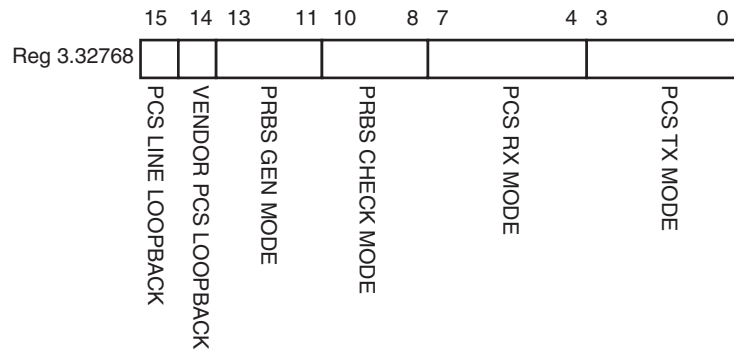 15 14 13 11 10 8 7 4 3 0
Reg 3.32768
PCS LINE LOOPBACK
VENDOR PCS LOOPBACK
PRBS GEN MODE
PRBS CHECK MODE
PCS RX MODE
PCS TX MODE